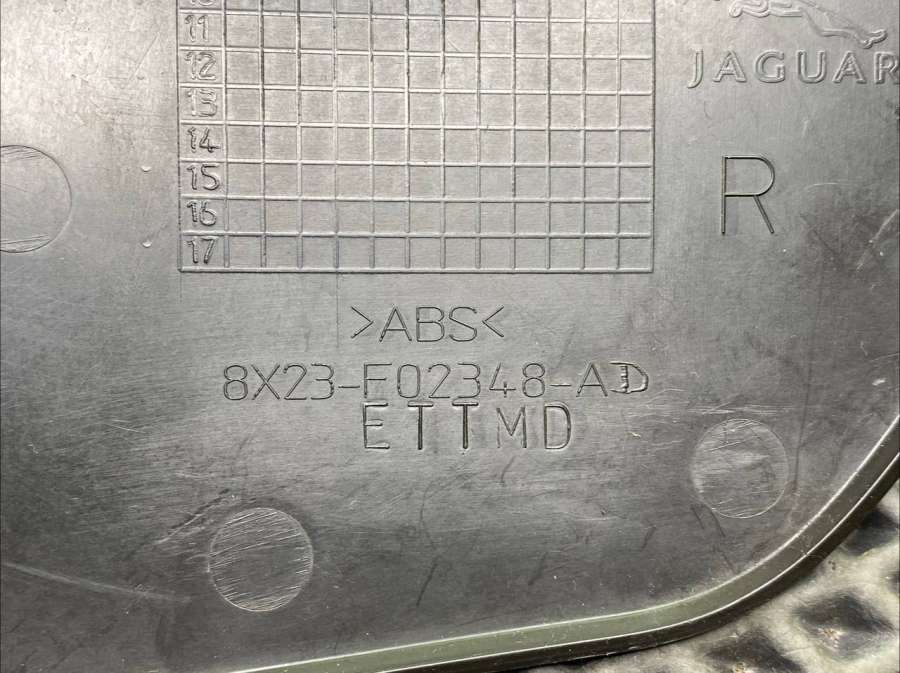 11
12
13
14
15
16
17
JAGUAR
R
>ABS<
8X23-F02348-AD
ETTMD